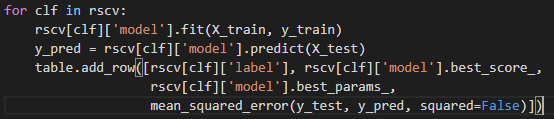 for clf in rscv:
    rscv[clf]['model'].fit(X_train, y_train)
    y_pred = rscv[clf]['model'].predict(X_test)
    table.add_row([rscv[clf]['label'], rscv[clf]['model'].best_score_,
                   rscv[clf]['model'].best_params_,
                   mean_squared_error(y_test, y_pred, squared=False)])